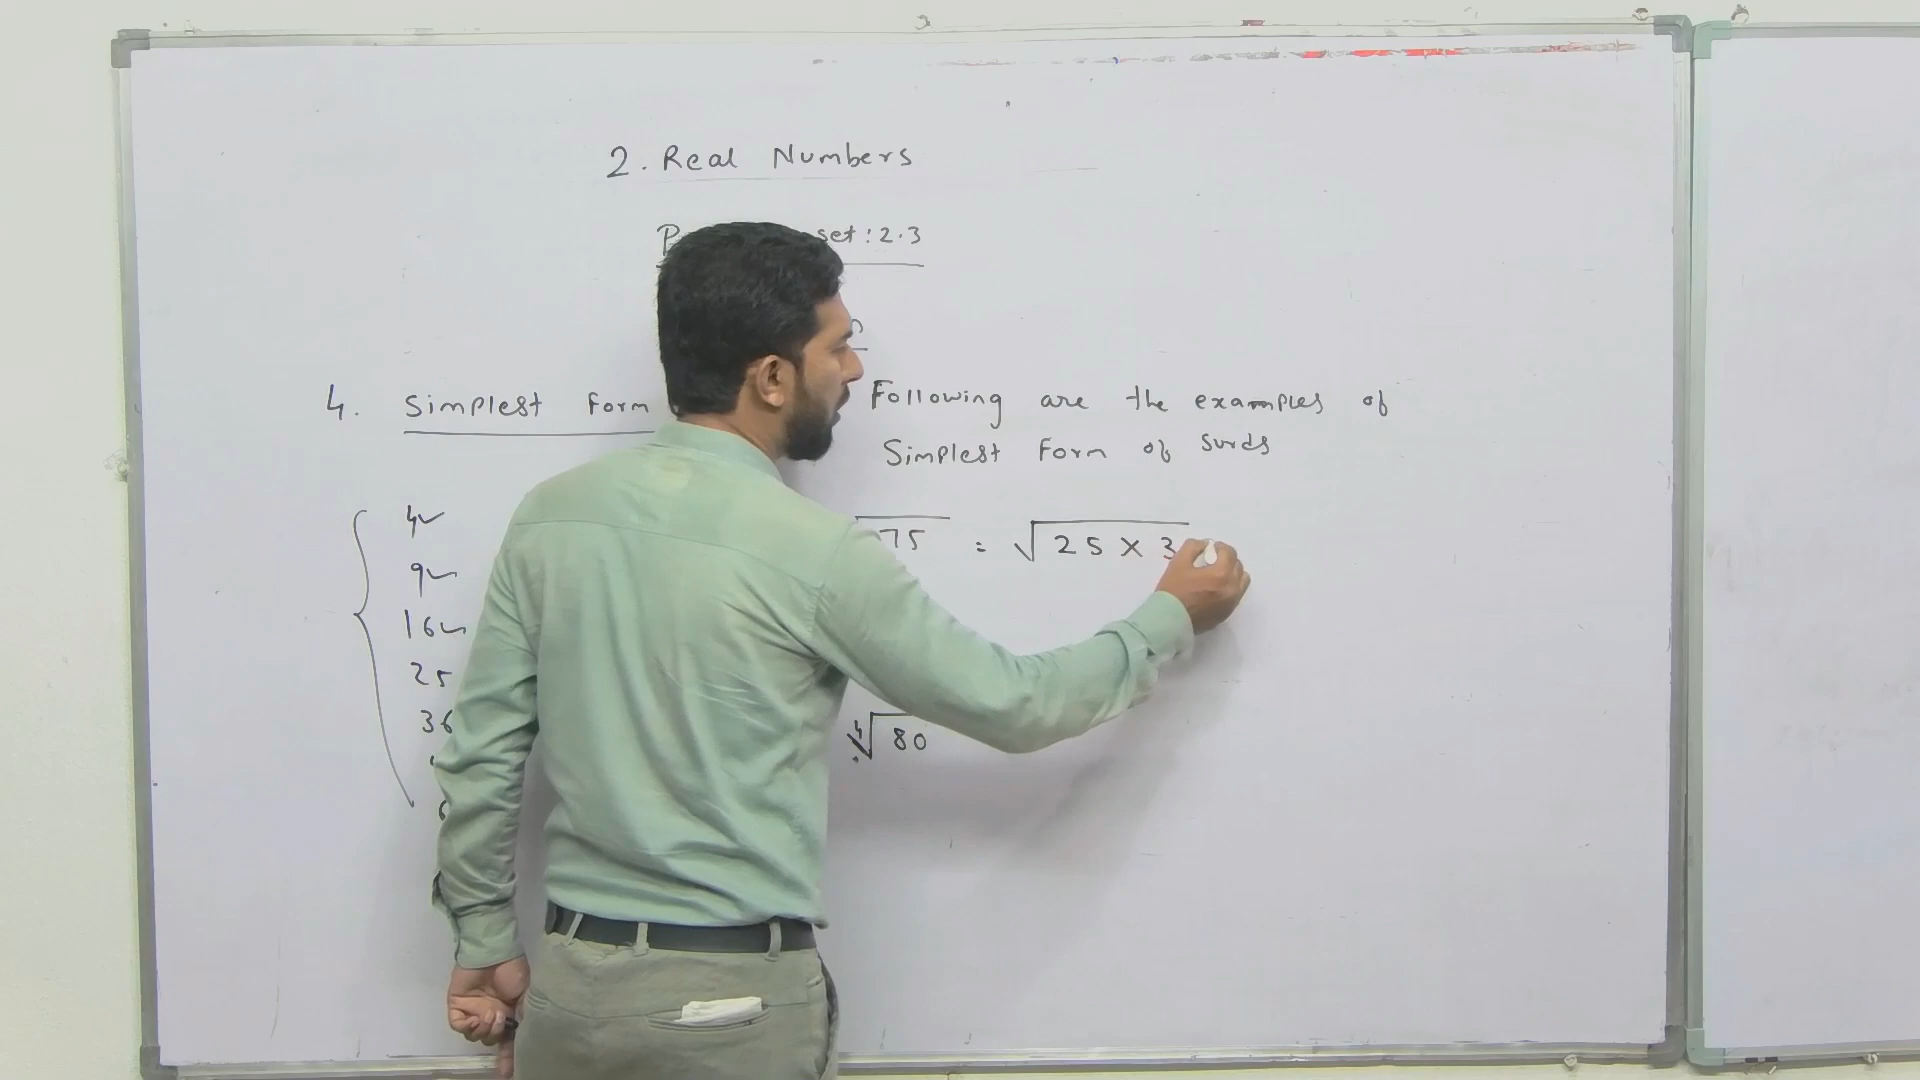 2. Real Numbers
set: 2.3
4. Simplest Form Following are the examples of
Simplest Form of surds
4
9
16
25
36
75 = √25 × 3
∜80